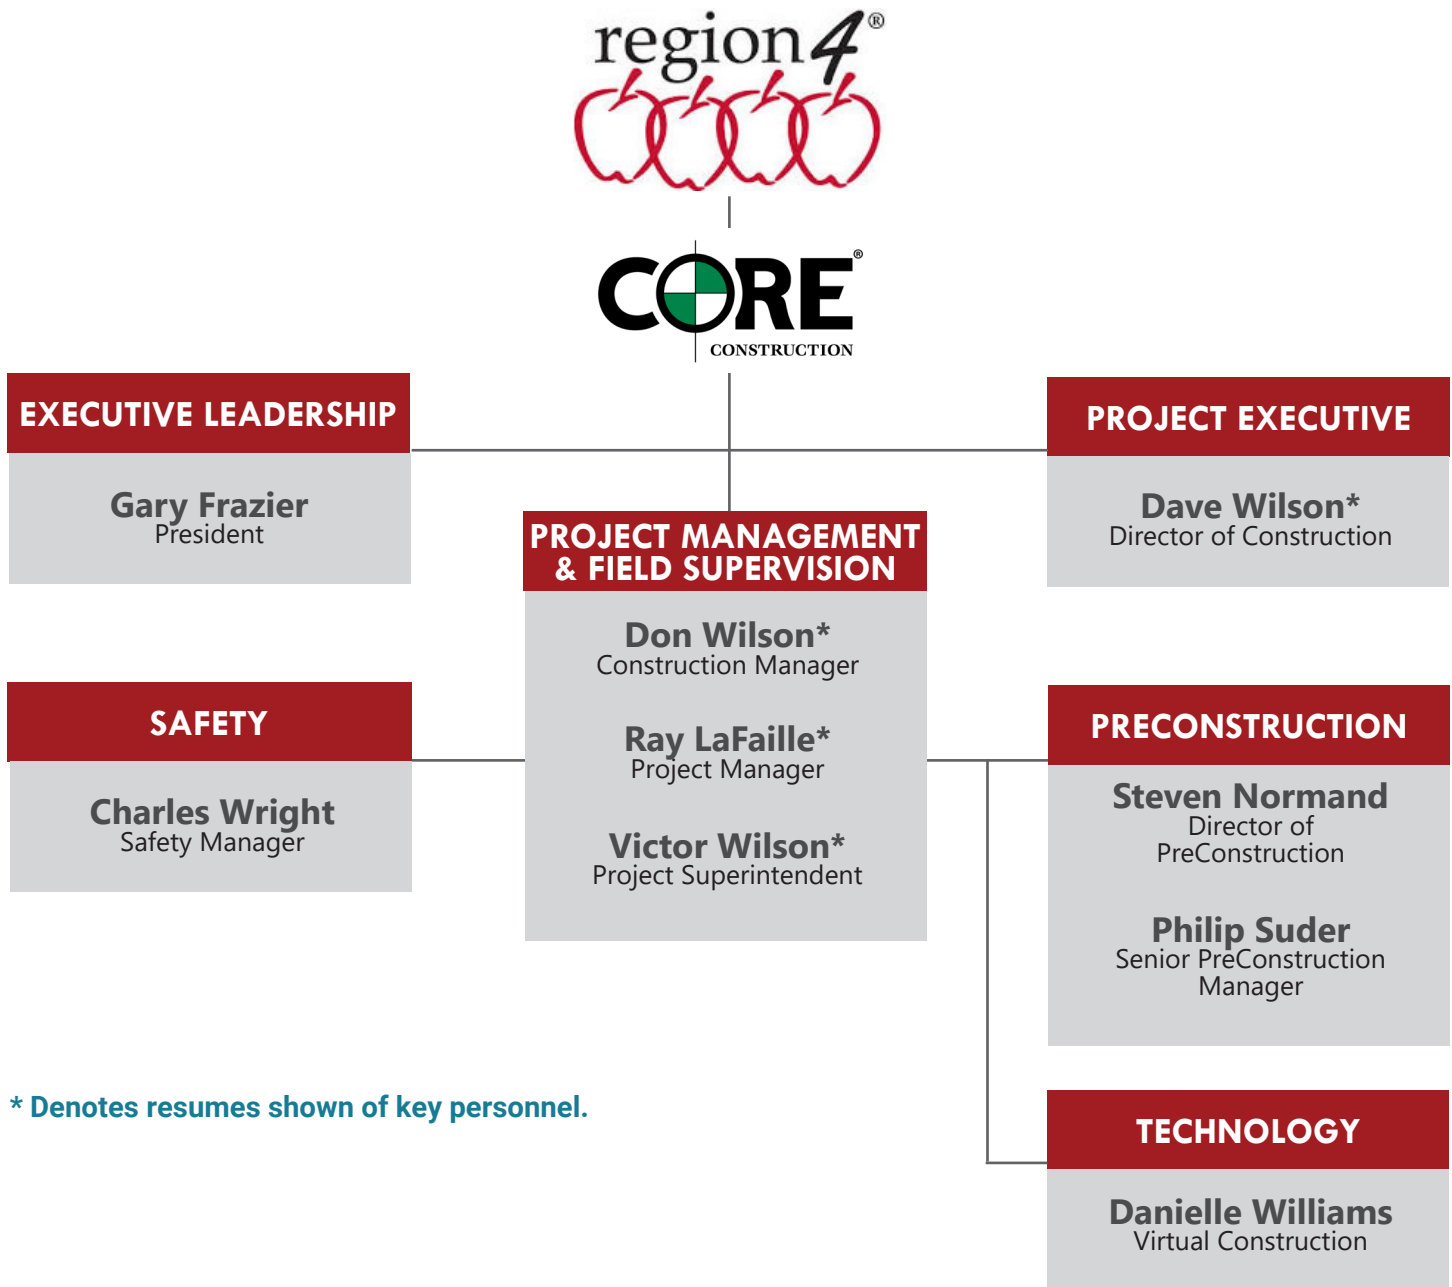 region4®
CORE®
CONSTRUCTION
EXECUTIVE LEADERSHIP
Gary Frazier
President
PROJECT EXECUTIVE
Dave Wilson*
Director of Construction
PROJECT MANAGEMENT
& FIELD SUPERVISION
Don Wilson*
Construction Manager
Ray LaFaille*
Project Manager
Victor Wilson*
Project Superintendent
SAFETY
Charles Wright
Safety Manager
PRECONSTRUCTION
Steven Normand
Director of
PreConstruction
Philip Suder
Senior PreConstruction
Manager
* Denotes resumes shown of key personnel.
TECHNOLOGY
Danielle Williams
Virtual Construction